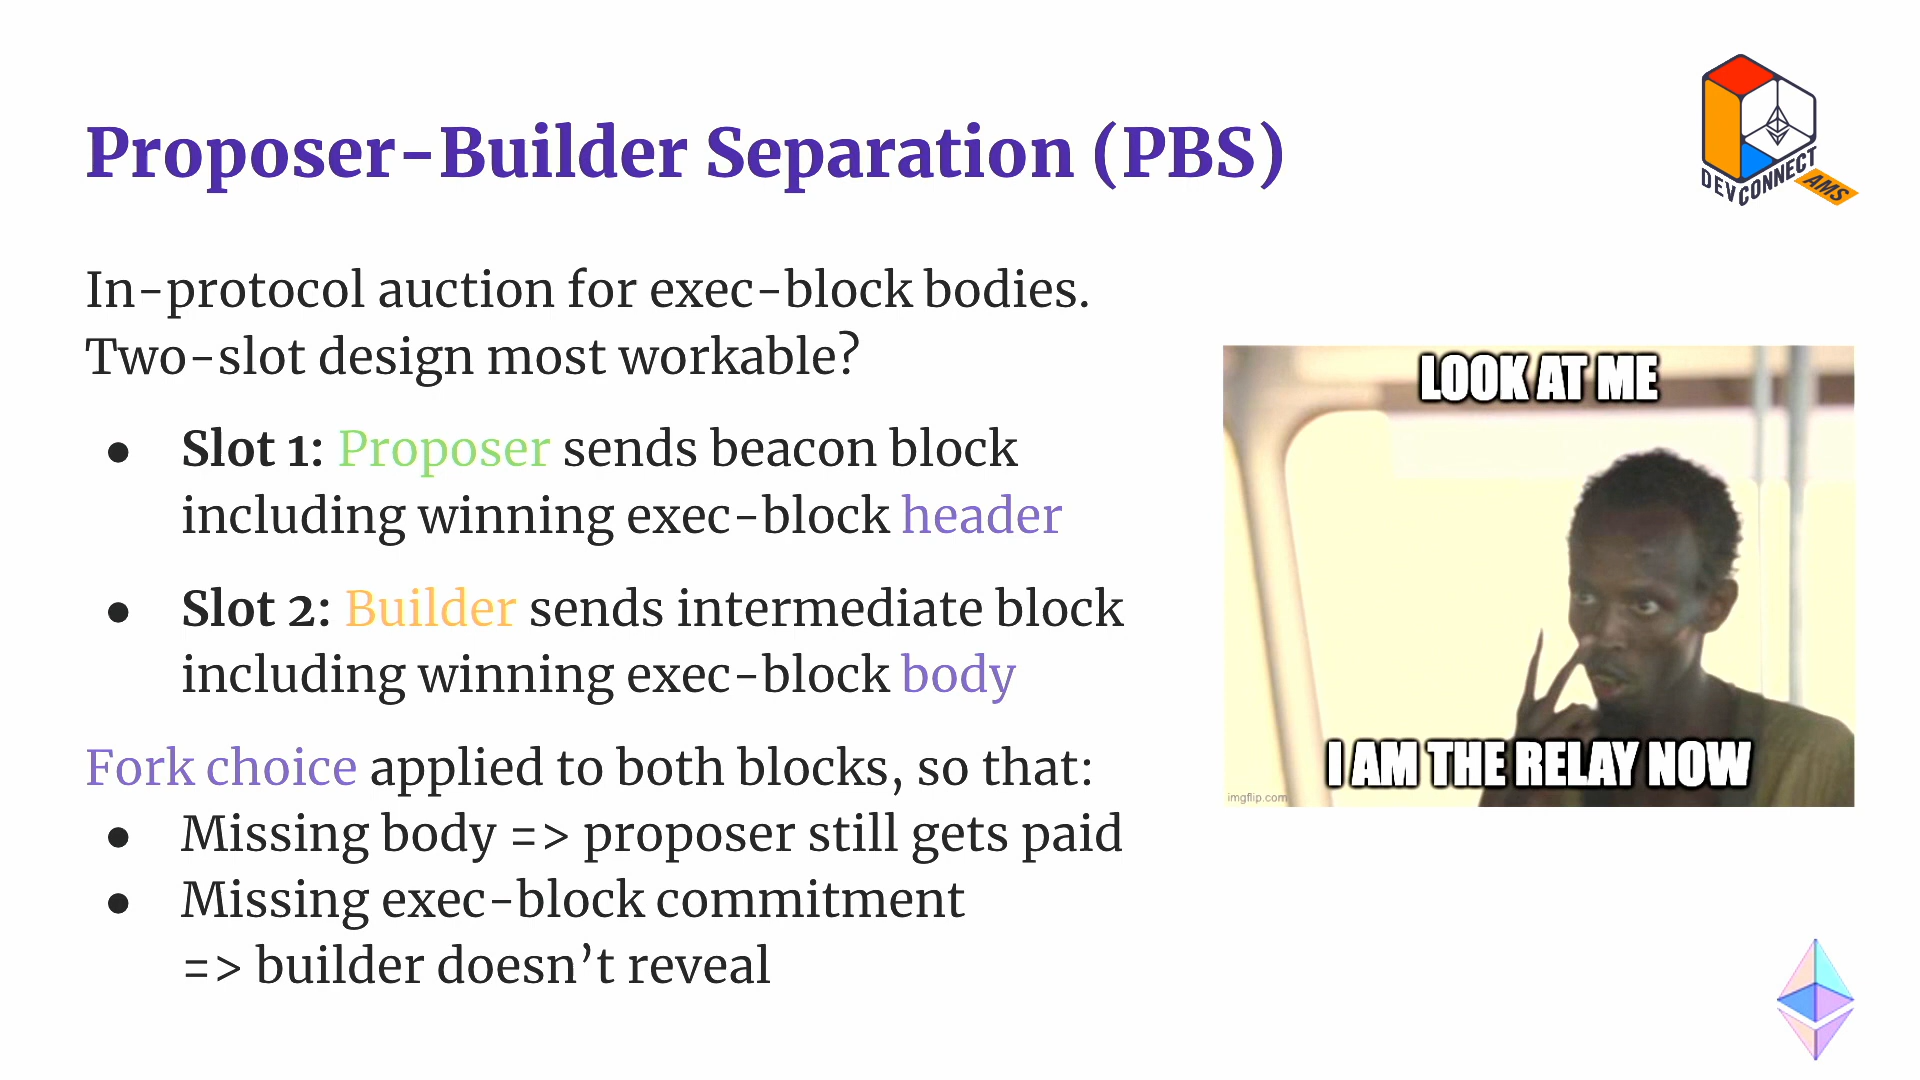 Proposer-Builder Separation (PBS)
DEVCONNECT
AMS
In-protocol auction for exec-block bodies.
Two-slot design most workable?
● Slot 1: Proposer sends beacon block
including winning exec-block header
● Slot 2: Builder sends intermediate block
including winning exec-block body
Fork choice applied to both blocks, so that:
● Missing body => proposer still gets paid
● Missing exec-block commitment
=> builder doesn’t reveal
LOOK AT ME
I AM THE RELAY NOW
imgflip.com